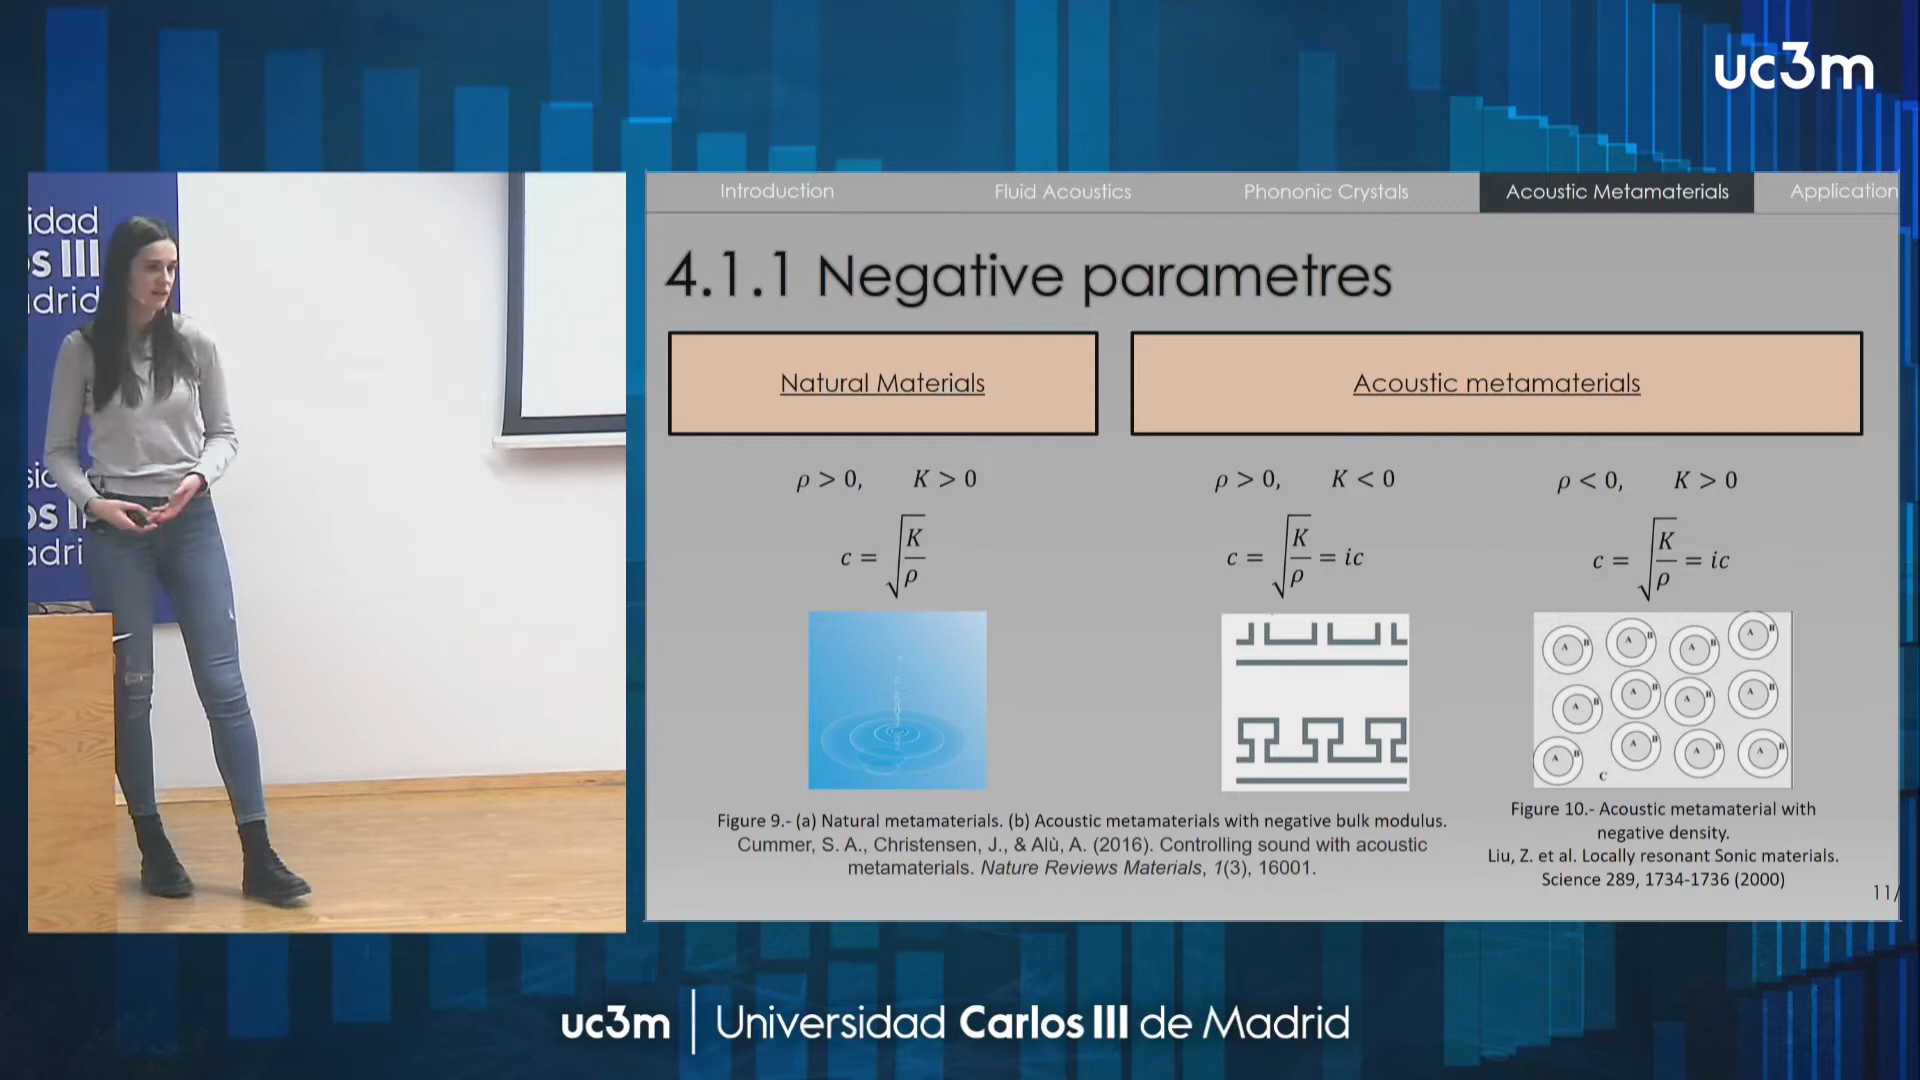 uc3m
idad
s III
adrid
Introduction
Fluid Acoustics
Phononic Crystals
Acoustic Metamaterials
Application
4.1.1 Negative parametres
Natural Materials
Acoustic metamaterials
ρ > 0, K > 0
ρ > 0, K < 0
ρ < 0, K > 0
c = √(K/ρ)
c = √(K/ρ) = ic
c = √(K/ρ) = ic
A B A B A B A B
A B A B A B A B
A B A B A B A B
C
Figure 9.- (a) Natural metamaterials. (b) Acoustic metamaterials with negative bulk modulus.
Cummer, S. A., Christensen, J., & Alù, A. (2016). Controlling sound with acoustic
metamaterials. Nature Reviews Materials, 1(3), 16001.
Figure 10.- Acoustic metamaterial with
negative density.
Liu, Z. et al. Locally resonant Sonic materials.
Science 289, 1734-1736 (2000)
11/
uc3m | Universidad Carlos III de Madrid